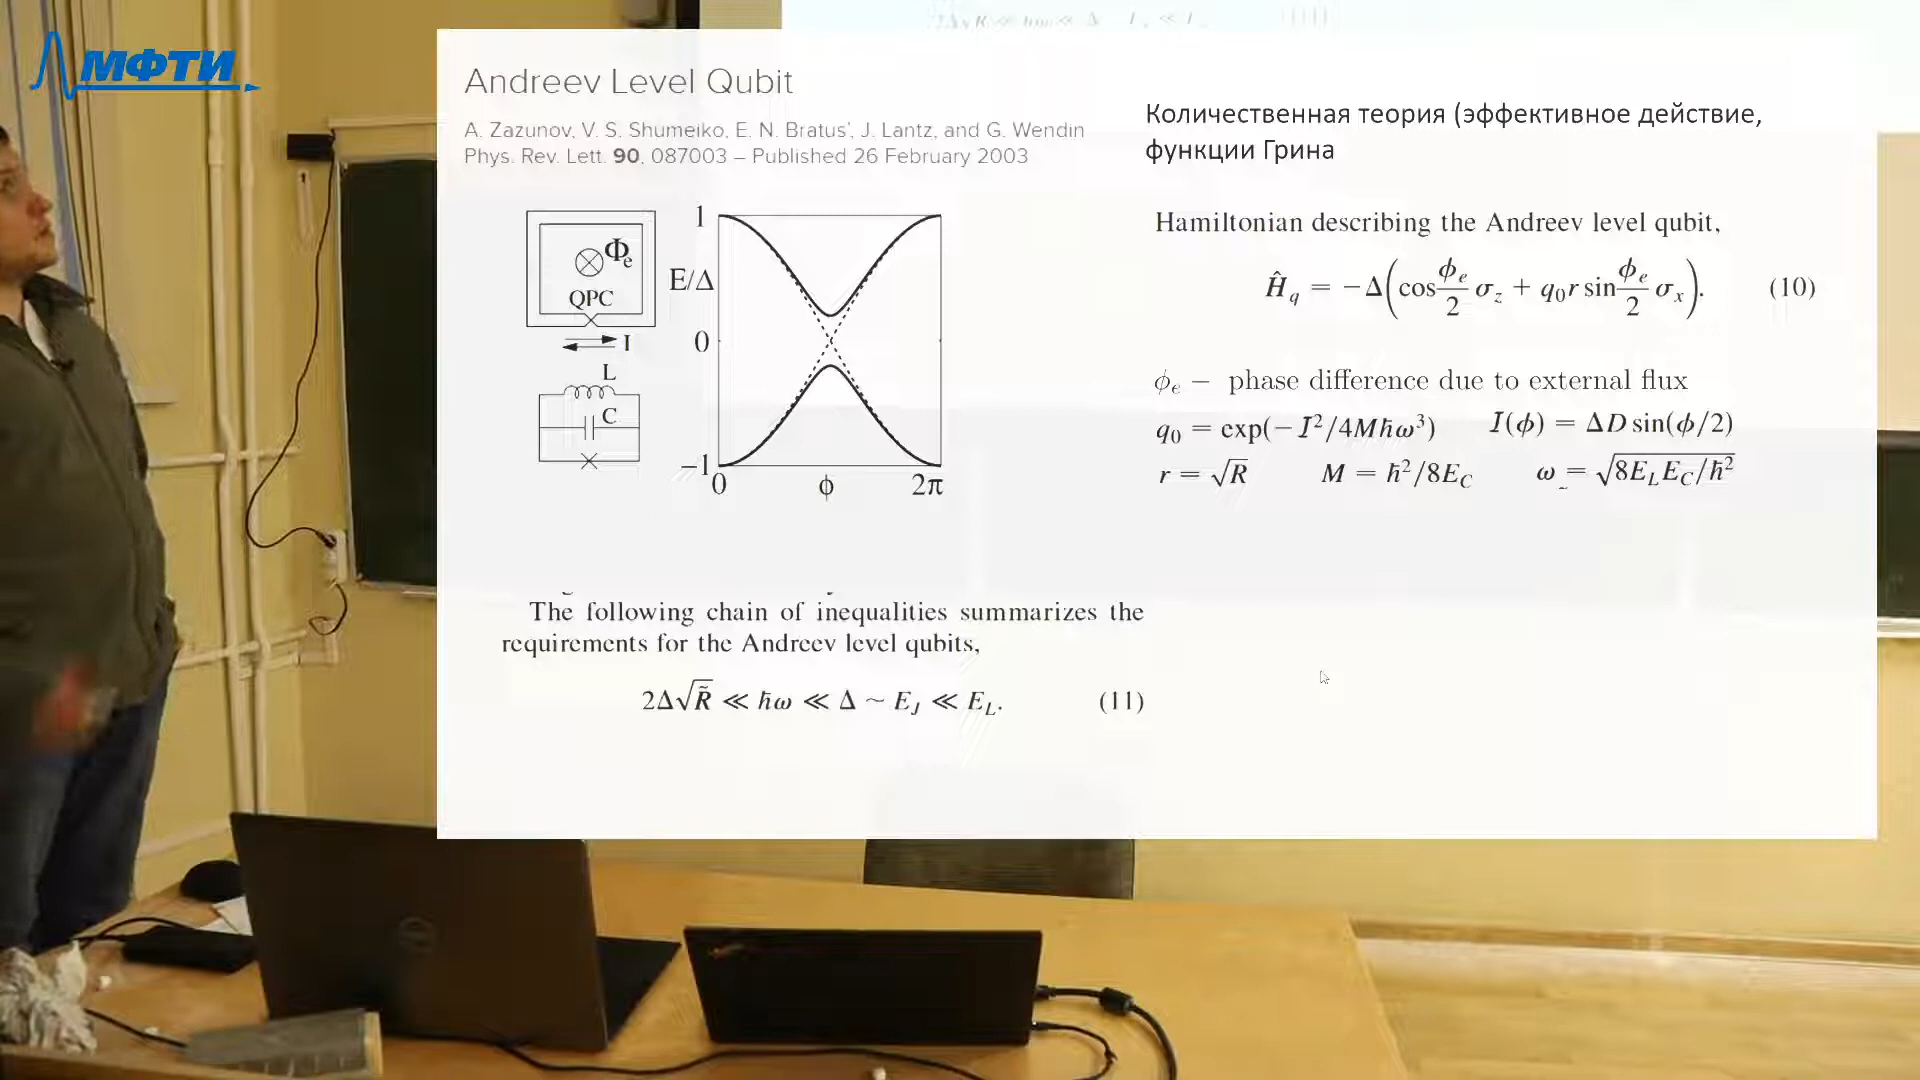 МФТИ
Andreev Level Qubit
A. Zazunov, V. S. Shumeiko, E. N. Bratus', J. Lantz, and G. Wendin
Phys. Rev. Lett. 90, 087003 – Published 26 February 2003
Φe
QPC
I
L
C
1
E/Δ
0
−1
0 ϕ 2π
The following chain of inequalities summarizes the
requirements for the Andreev level qubits,
2Δ√R̃ ≪ ħω ≪ Δ ~ E_J ≪ E_L. (11)
Количественная теория (эффективное действие,
функции Грина
Hamiltonian describing the Andreev level qubit,
Ĥ_q = −Δ(cos ϕ_e/2 σ_z + q_0 r sin ϕ_e/2 σ_x). (10)
ϕ_e − phase difference due to external flux
q_0 = exp(−I²/4Mħω³) I(ϕ) = ΔD sin(ϕ/2)
r = √R M = ħ²/8E_C ω = √8E_L E_C/ħ²